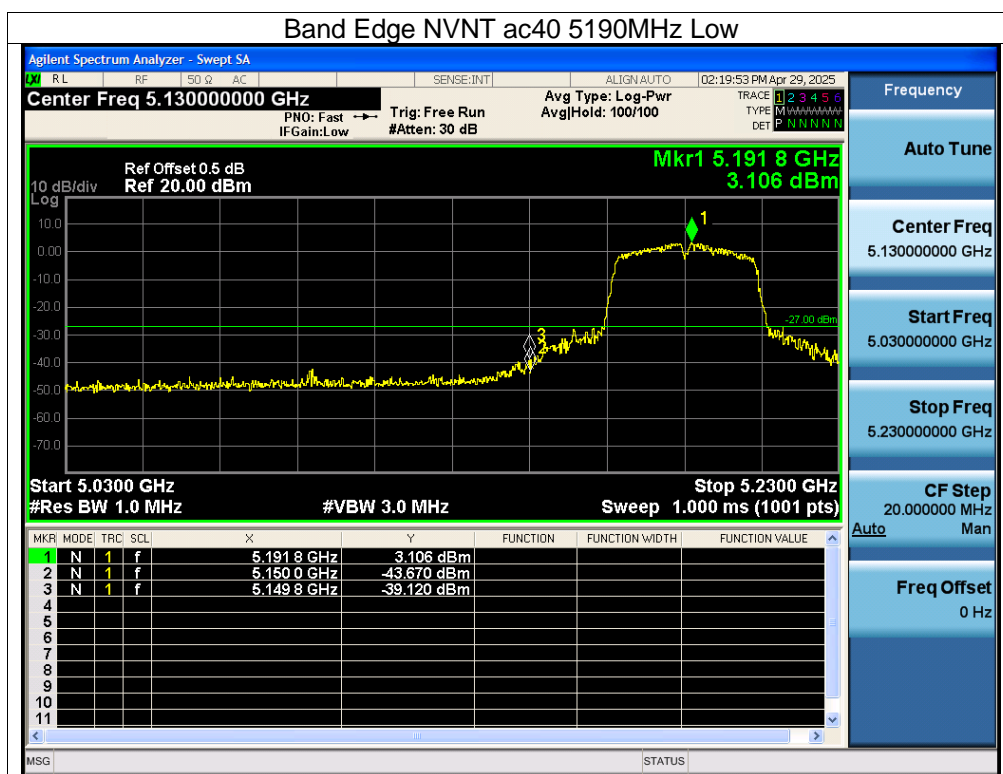 Band Edge NVNT ac40 5190MHz Low
Agilent Spectrum Analyzer - Swept SA
LXI RL RF 50 Ω AC SENSE:INT ALIGN AUTO 02:19:53 PM Apr 29, 2025
Center Freq 5.130000000 GHz
PNO: Fast
IFGain:Low
Trig: Free Run
#Atten: 30 dB
Avg Type: Log-Pwr
Avg|Hold: 100/100
TRACE 1 2 3 4 5 6
TYPE M W W W W W
DET P N N N N N
Frequency
Auto Tune
Center Freq
5.130000000 GHz
Start Freq
5.030000000 GHz
Stop Freq
5.230000000 GHz
CF Step
20.000000 MHz
Auto Man
Freq Offset
0 Hz
Mkr1 5.191 8 GHz
3.106 dBm
Ref Offset 0.5 dB
10 dB/div Ref 20.00 dBm
Log
10.0
0.00
-10.0
-20.0
-30.0
-40.0
-50.0
-60.0
-70.0
1
-27.00 dBm
3
2
Start 5.0300 GHz Stop 5.2300 GHz
#Res BW 1.0 MHz #VBW 3.0 MHz Sweep 1.000 ms (1001 pts)
MKR MODE TRC SCL X Y FUNCTION FUNCTION WIDTH FUNCTION VALUE
1 N 1 f 5.191 8 GHz 3.106 dBm
2 N 1 f 5.150 0 GHz -43.670 dBm
3 N 1 f 5.149 8 GHz -39.120 dBm
4
5
6
7
8
9
10
11
MSG STATUS